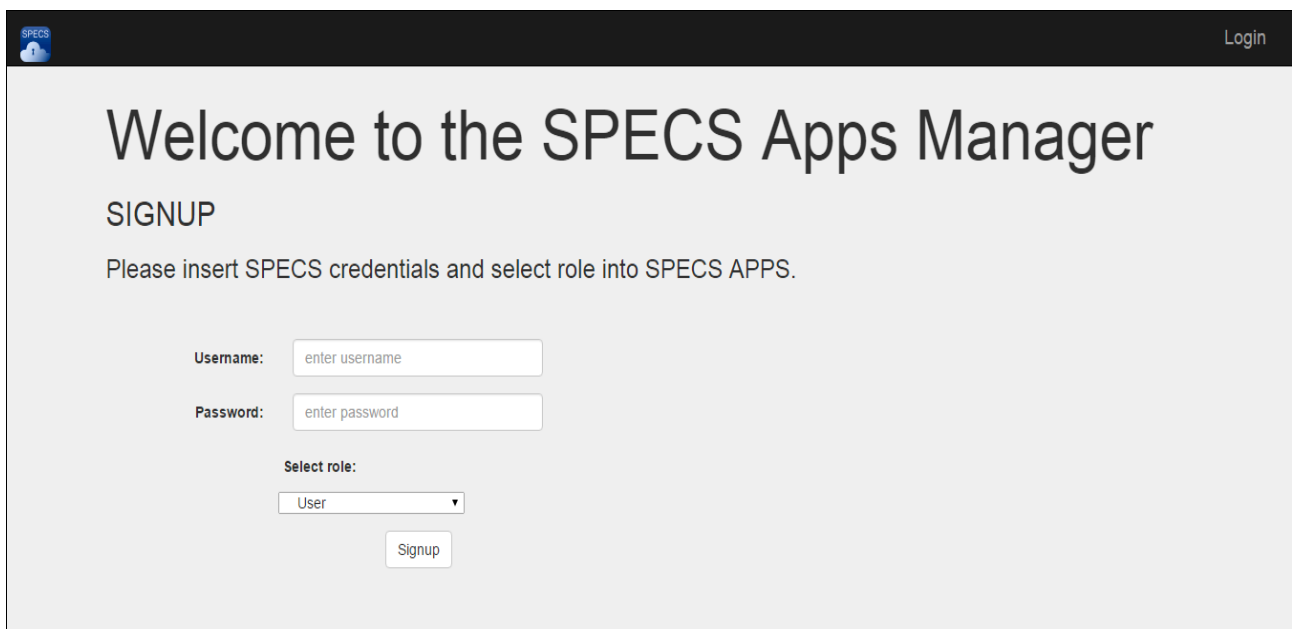 SPECS
Login
Welcome to the SPECS Apps Manager
SIGNUP
Please insert SPECS credentials and select role into SPECS APPS.
Username: enter username
Password: enter password
Select role:
User
Signup